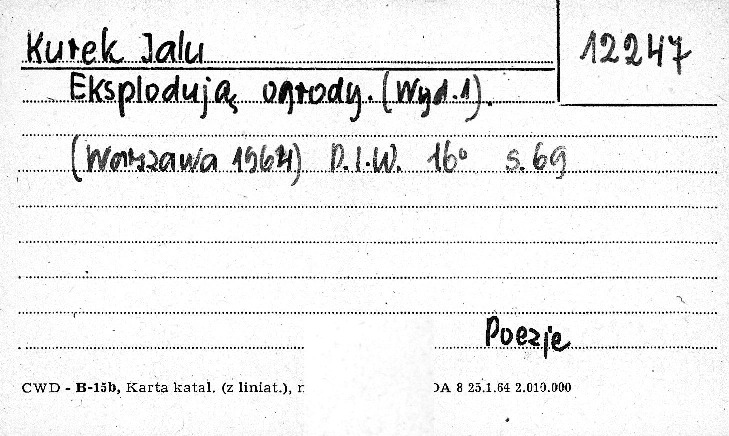 Kurek Jalu 12247
Eksplodują ogrody. (Wyd. 1).
(Warszawa 1964) P.I.W. 16° s. 69
Poezje
CWD - B-15b, Karta katal. (z liniat.), DA 8 25.1.64 2.010.000